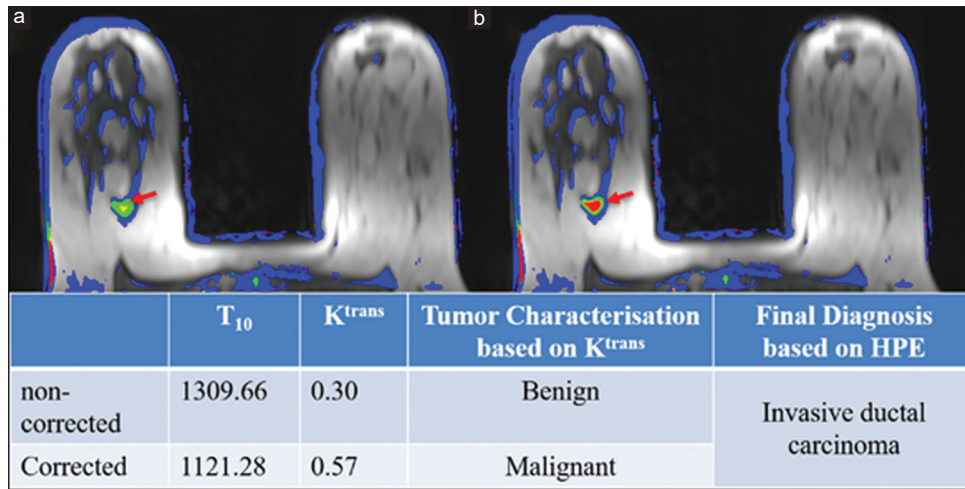 a
b
T10
Ktrans
Tumor Characterisation
based on Ktrans
Final Diagnosis
based on HPE
non-
corrected
1309.66
0.30
Benign
Invasive ductal
carcinoma
Corrected
1121.28
0.57
Malignant